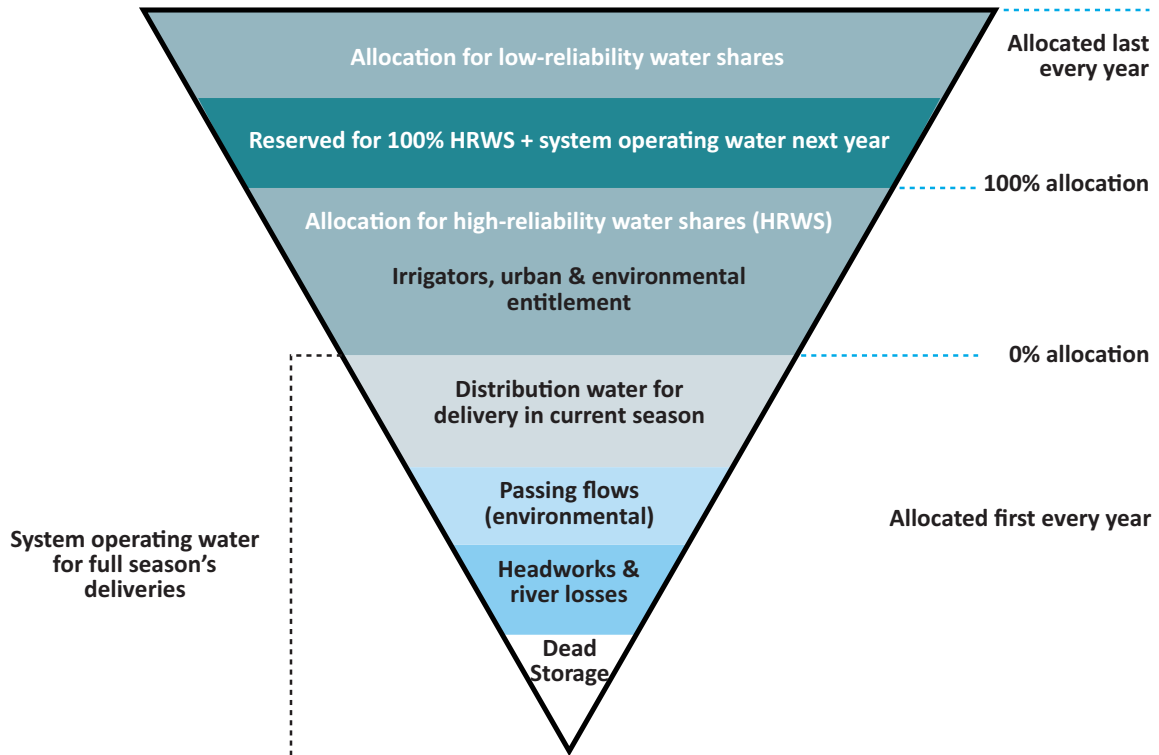 Allocation for low-reliability water shares
Allocated last
every year
Reserved for 100% HRWS + system operating water next year
100% allocation
Allocation for high-reliability water shares (HRWS)
Irrigators, urban & environmental
entitlement
0% allocation
Distribution water for
delivery in current season
Passing flows
(environmental)
Allocated first every year
System operating water
for full season’s
deliveries
Headworks &
river losses
Dead
Storage